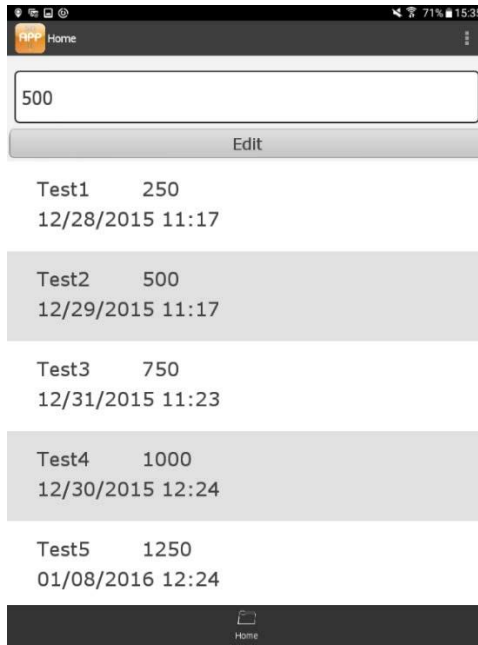 71% 15:35
APP Home
500
Edit
Test1 250
12/28/2015 11:17
Test2 500
12/29/2015 11:17
Test3 750
12/31/2015 11:23
Test4 1000
12/30/2015 12:24
Test5 1250
01/08/2016 12:24
Home